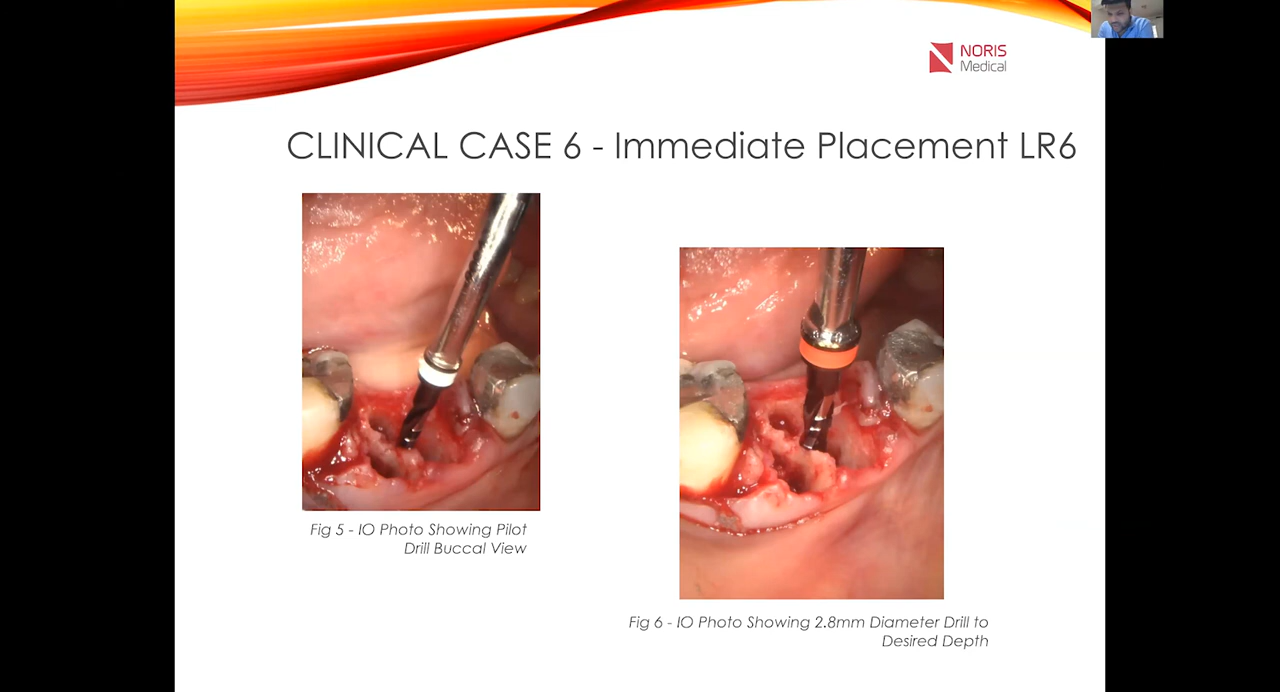 NORIS
Medical
CLINICAL CASE 6 - Immediate Placement LR6
Fig 5 - IO Photo Showing Pilot
Drill Buccal View
Fig 6 - IO Photo Showing 2.8mm Diameter Drill to
Desired Depth